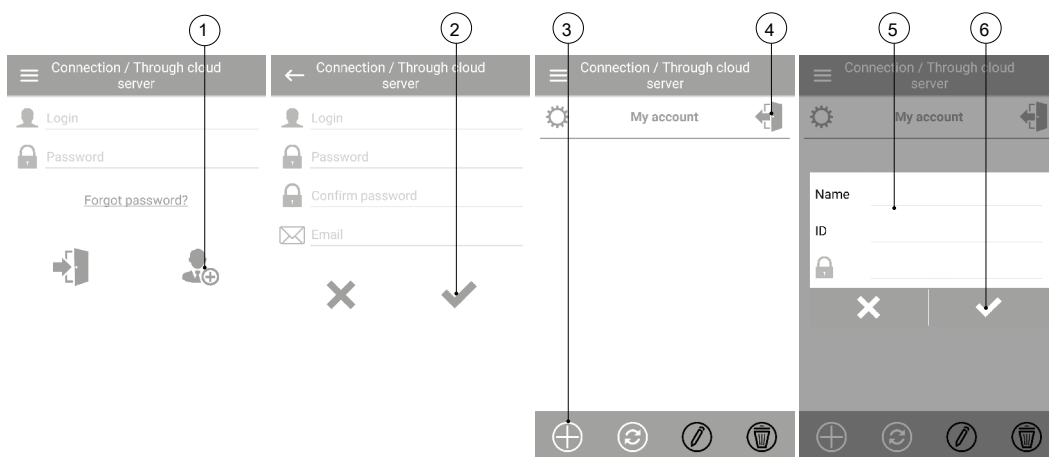 1
2
3
4
5
6
Connection / Through cloud
server
Login
Password
Forgot password?
Connection / Through cloud
server
Login
Password
Confirm password
Email
Connection / Through cloud
server
My account
Connection / Through cloud
server
My account
Name
ID